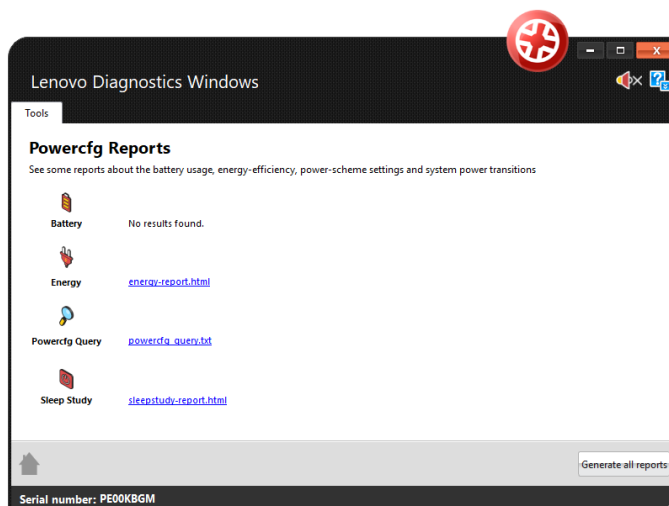 Lenovo Diagnostics Windows
Tools
Powercfg Reports
See some reports about the battery usage, energy-efficiency, power-scheme settings and system power transitions
Battery No results found.
Energy energy-report.html
Powercfg Query powercfg_query.txt
Sleep Study sleepstudy-report.html
Generate all reports
Serial number: PE00KBGM